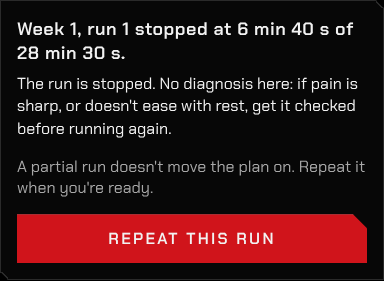 Week 1, run 1 stopped at 6 min 40 s of
28 min 30 s.
The run is stopped. No diagnosis here: if pain is
sharp, or doesn't ease with rest, get it checked
before running again.
A partial run doesn't move the plan on. Repeat it
when you're ready.
REPEAT THIS RUN